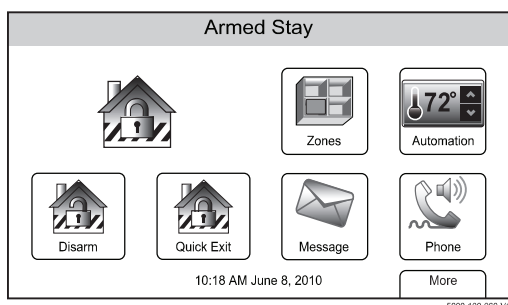 Armed Stay
72°
Zones
Automation
Disarm
Quick Exit
Message
Phone
10:18 AM June 8, 2010
More